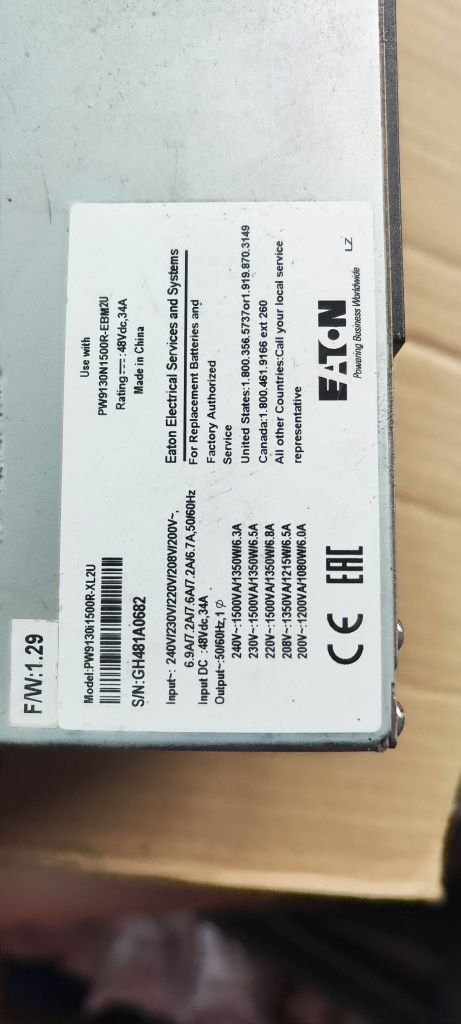 F/W:1.29
Model:PW9130i1500R-XL2U
S/N:GH481A0682
Input~: 240V/230V/220V/208V/200V~,
6.9A/7.2A/7.6A/7.2A/6.7A,50/60Hz
Input DC :48Vdc,34A
Output~:50/60Hz,1 φ
240V~:1500VA/1350W/6.3A
230V~:1500VA/1350W/6.5A
220V~:1500VA/1350W/6.8A
208V~:1350VA/1215W/6.5A
200V~:1200VA/1080W/6.0A
CE EAC
Use with
PW9130N1500R-EBM2U
Rating ⎓:48Vdc,34A
Made in China
Eaton Electrical Services and Systems
For Replacement Batteries and
Factory Authorized
Service
United States:1.800.356.5737or1.919.870.3149
Canada:1.800.461.9166 ext 260
All other Countries:Call your local service
representative
EATON
Powering Business Worldwide
LZ